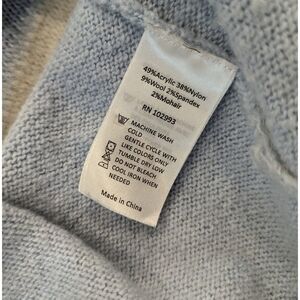 49%Acrylic 38%Nylon
9%Wool 2%Spandex
2%Mohair
RN 102993
MACHINE WASH
COLD
GENTLE CYCLE WITH
LIKE COLORS ONLY
TUMBLE DRY LOW
DO NOT BLEACH
COOL IRON WHEN
NEEDED
Made in China